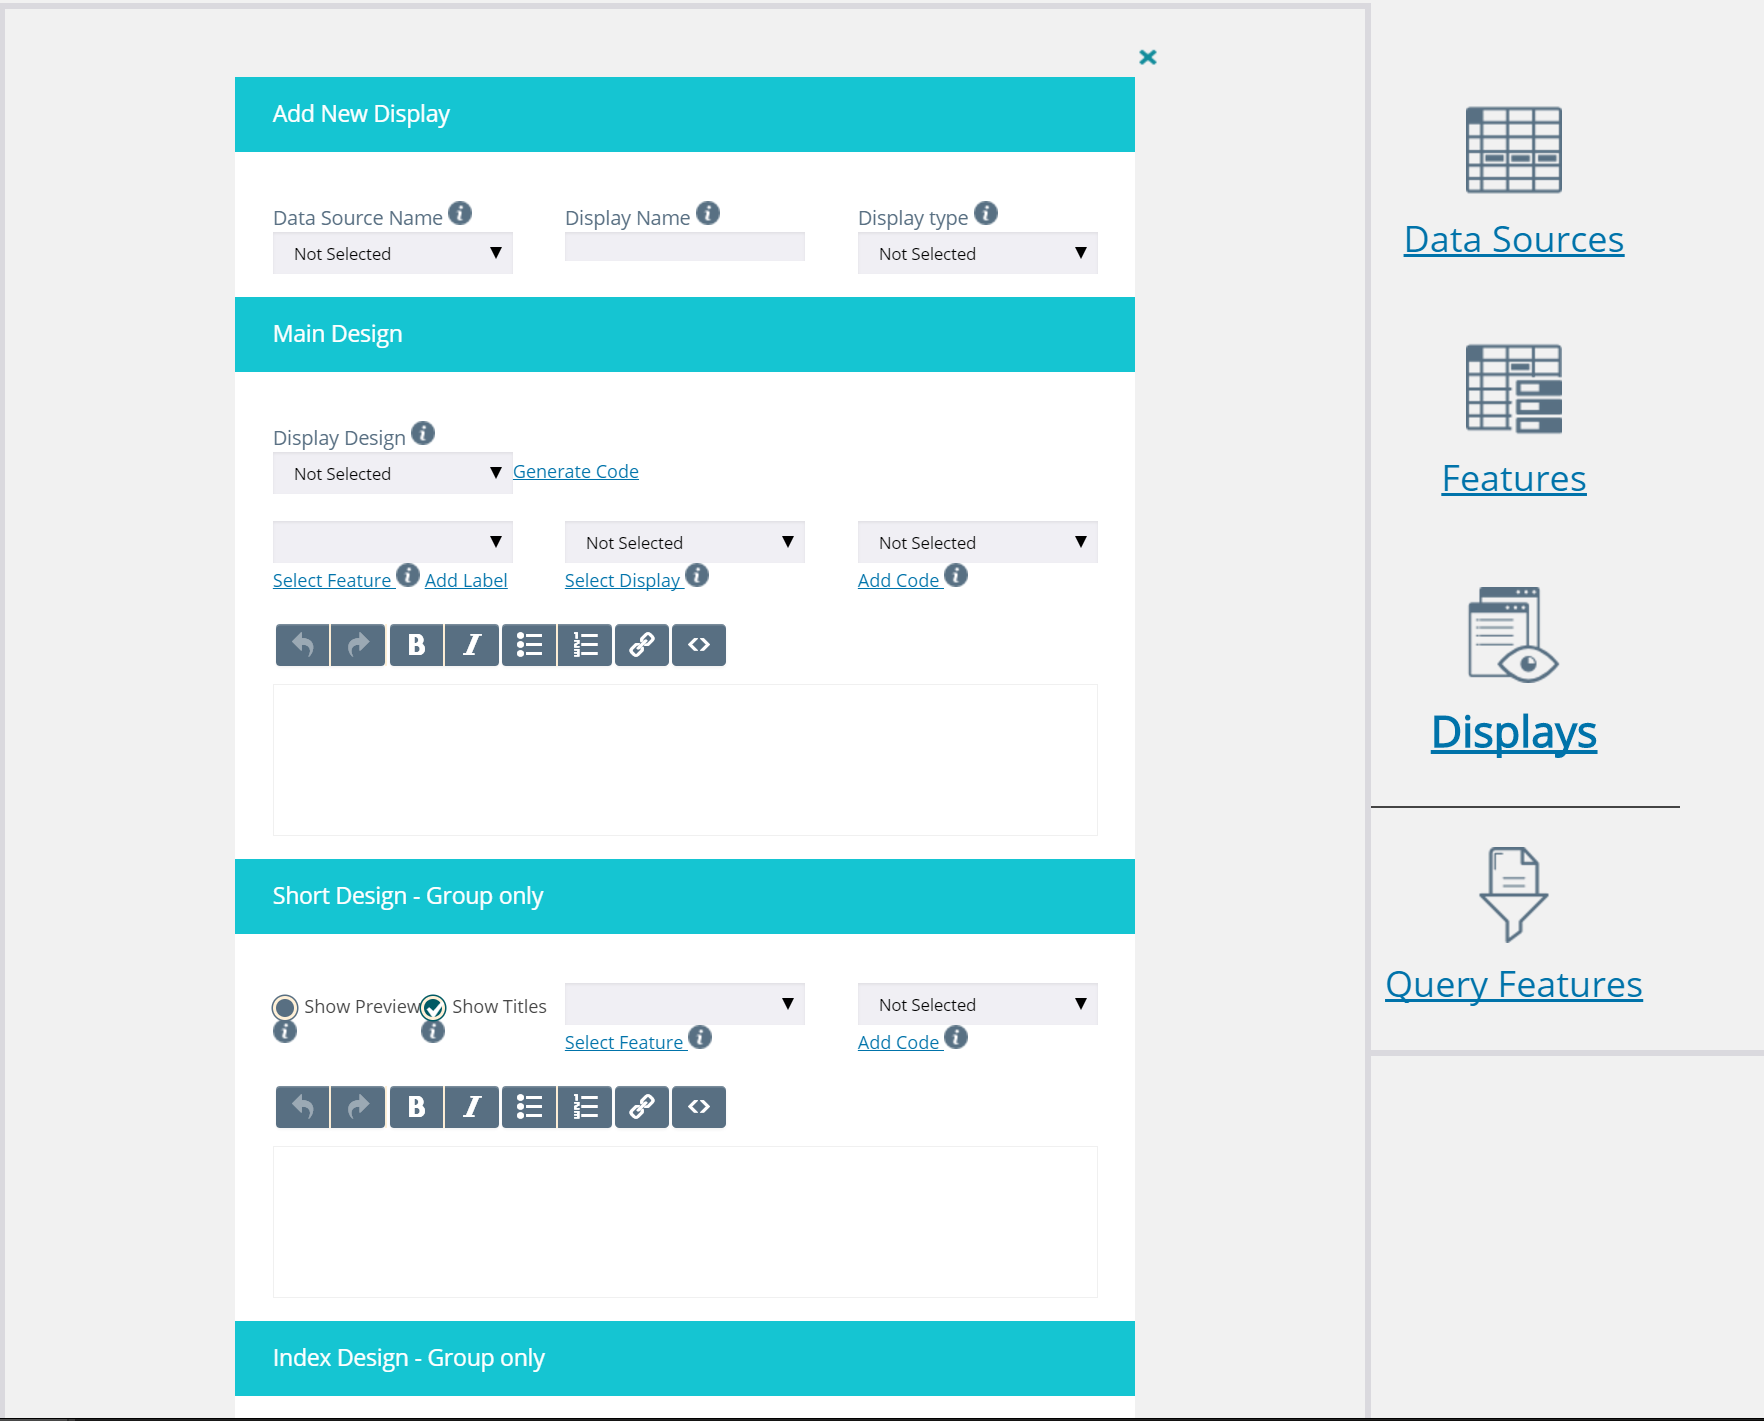 Add New Display
Data Source Name
Display Name
Display type
Not Selected
Not Selected
Main Design
Display Design
Not Selected
Generate Code
Not Selected
Not Selected
Select Feature
Add Label
Select Display
Add Code
Short Design - Group only
Show Preview
Show Titles
Not Selected
Select Feature
Add Code
Index Design - Group only
Data Sources
Features
Displays
Query Features